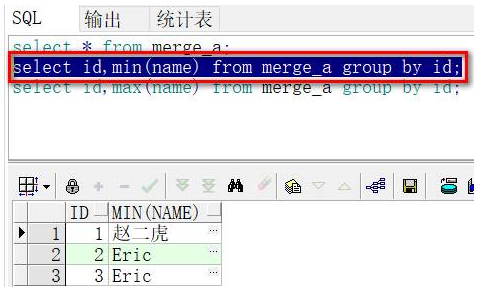 SQL 输出 统计表
select * from merge_a;
select id,min(name) from merge_a group by id;
select id,max(name) from merge_a group by id;
ID MIN(NAME)
1 1 赵二虎 ...
2 2 Eric ...
3 3 Eric ...